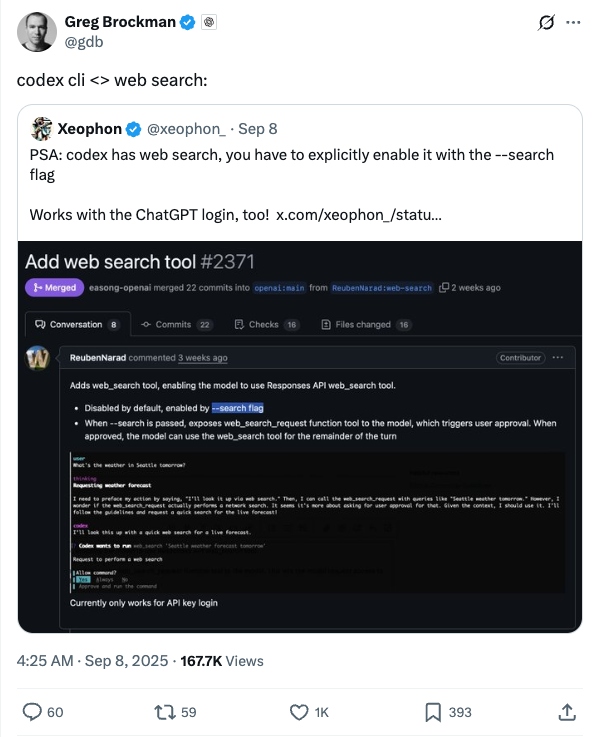 Greg Brockman
@gdb
codex cli <> web search:
Xeophon @xeophon_ · Sep 8
PSA: codex has web search, you have to explicitly enable it with the --search
flag
Works with the ChatGPT login, too! x.com/xeophon_/statu...
Add web search tool #2371
Merged easong-openai merged 22 commits into openai:main from ReubenNarad:web-search 2 weeks ago
Conversation 8 Commits 22 Checks 16 Files changed 16
ReubenNarad commented 3 weeks ago Contributor
Adds web_search tool, enabling the model to use Responses API web_search tool.
• Disabled by default, enabled by --search flag
• When --search is passed, exposes web_search_request function tool to the model, which triggers user approval. When
approved, the model can use the web_search tool for the remainder of the turn
user
What's the weather in Seattle tomorrow?
thinking
Requesting weather forecast
I need to preface my action by saying, "I'll look it up via web search." Then, I can call the web_search_request with queries like "Seattle weather tomorrow." However, I
wonder if the web_search_request actually performs a network search. It seems it's more about asking for user approval for that. Given the context, I should use it. I'll
follow the guidelines and request a quick search for the live forecast!
codex
I'll look this up with a quick web search for a live forecast.
Codex wants to run web_search 'Seattle weather forecast tomorrow'
Request to perform a web search
Allow command?
Yes Always No
Approve and run the command
Currently only works for API key login
4:25 AM · Sep 8, 2025 · 167.7K Views
60 59 1K 393